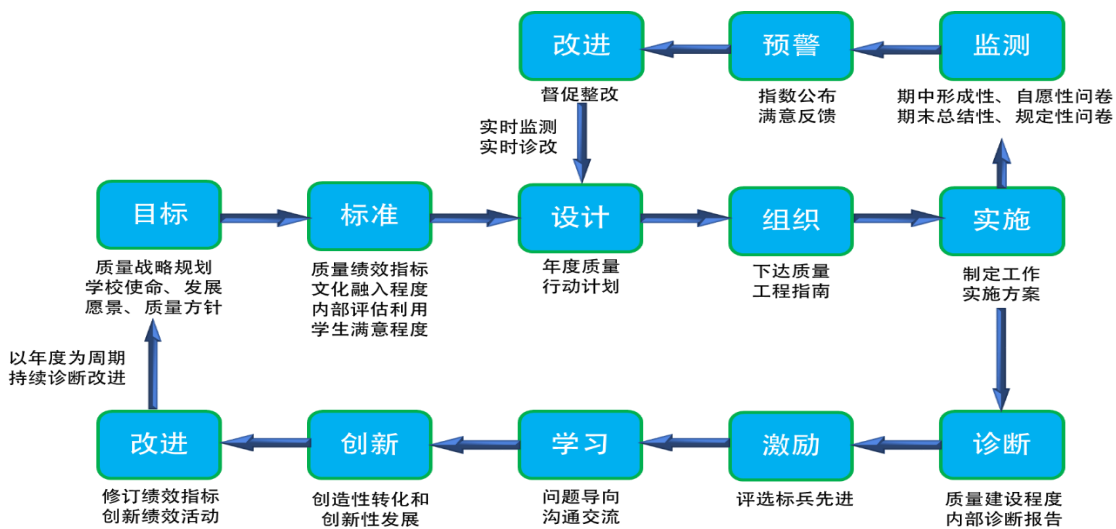 改进
预警
监测
督促整改
指数公布
满意反馈
期中形成性、自愿性问卷
期末总结性、规定性问卷
实时监测
实时诊改
目标
标准
设计
组织
实施
质量战略规划
学校使命、发展
愿景、质量方针
质量绩效指标
文化融入程度
内部评估利用
学生满意程度
年度质量
行动计划
下达质量
工程指南
制定工作
实施方案
以年度为周期
持续诊断改进
改进
创新
学习
激励
诊断
修订绩效指标
创新绩效活动
创造性转化和
创新性发展
问题导向
沟通交流
评选标兵先进
质量建设程度
内部诊断报告